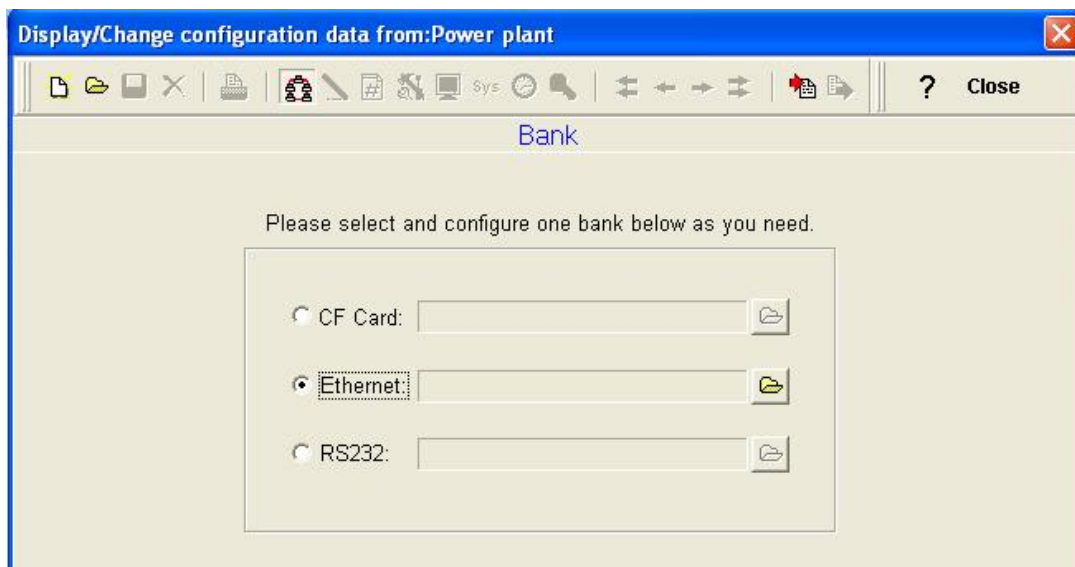 Display/Change configuration data from:Power plant
Sys ? Close
Bank
Please select and configure one bank below as you need.
CF Card:
Ethernet:
RS232: